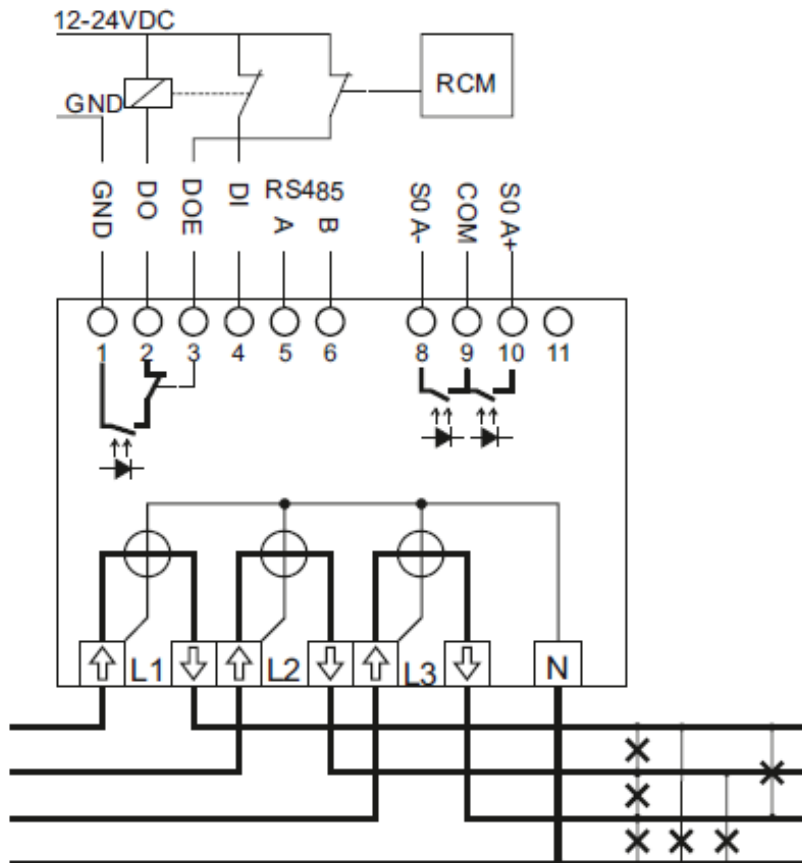 12-24VDC
RCM
GND
GND
DO
DOE
DI
RS485
A
B
S0 A-
COM
S0 A+
1 2 3 4 5 6 8 9 10 11
L1 L2 L3 N